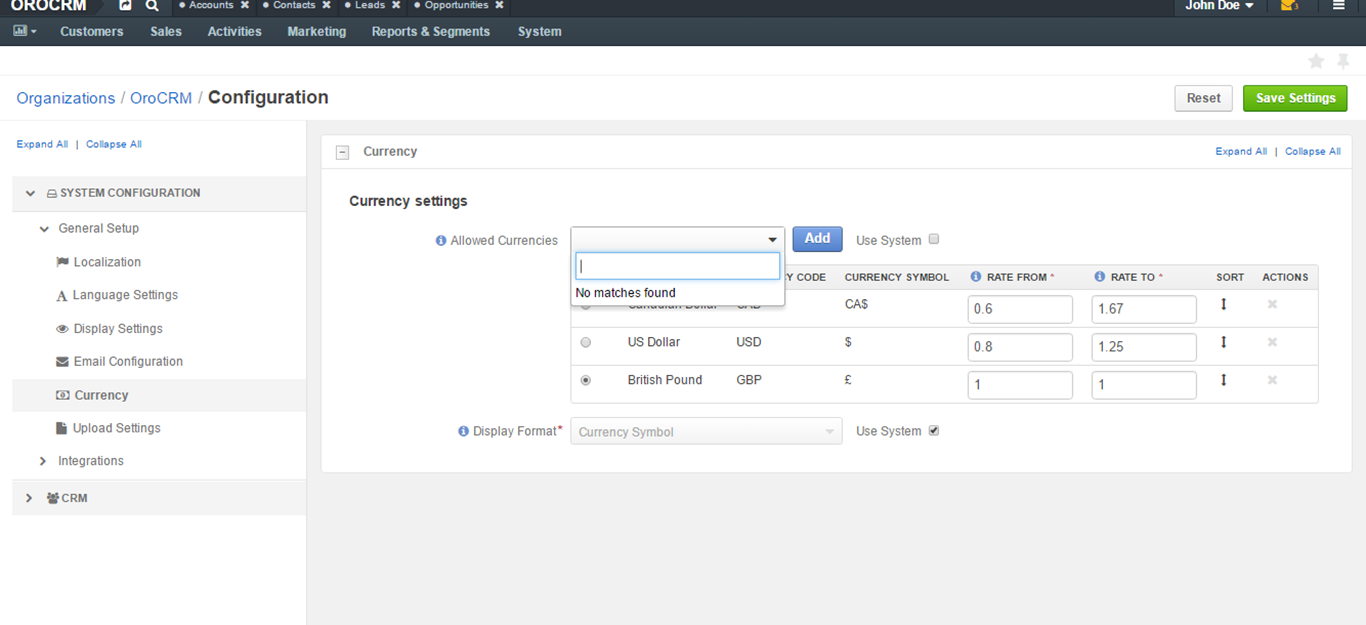 OROCRM Accounts Contacts Leads Opportunities John Doe 3
Customers Sales Activities Marketing Reports & Segments System
Organizations / OroCRM / Configuration Reset Save Settings
Expand All | Collapse All
Currency Expand All | Collapse All
SYSTEM CONFIGURATION
General Setup
Localization
Language Settings
Display Settings
Email Configuration
Currency
Upload Settings
Integrations
CRM
Currency settings
Allowed Currencies Add Use System
No matches found
Y CODE CURRENCY SYMBOL RATE FROM * RATE TO * SORT ACTIONS
Canadian Dollar CAD CA$ 0.6 1.67
US Dollar USD $ 0.8 1.25
British Pound GBP £ 1 1
Display Format* Currency Symbol Use System